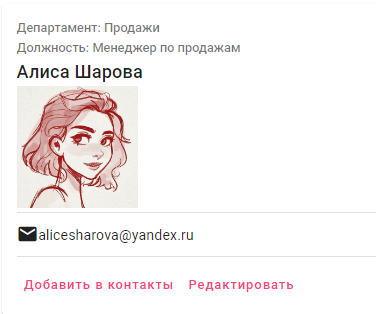 Департамент: Продажи
Должность: Менеджер по продажам
Алиса Шарова
alicesharova@yandex.ru
Добавить в контакты Редактировать